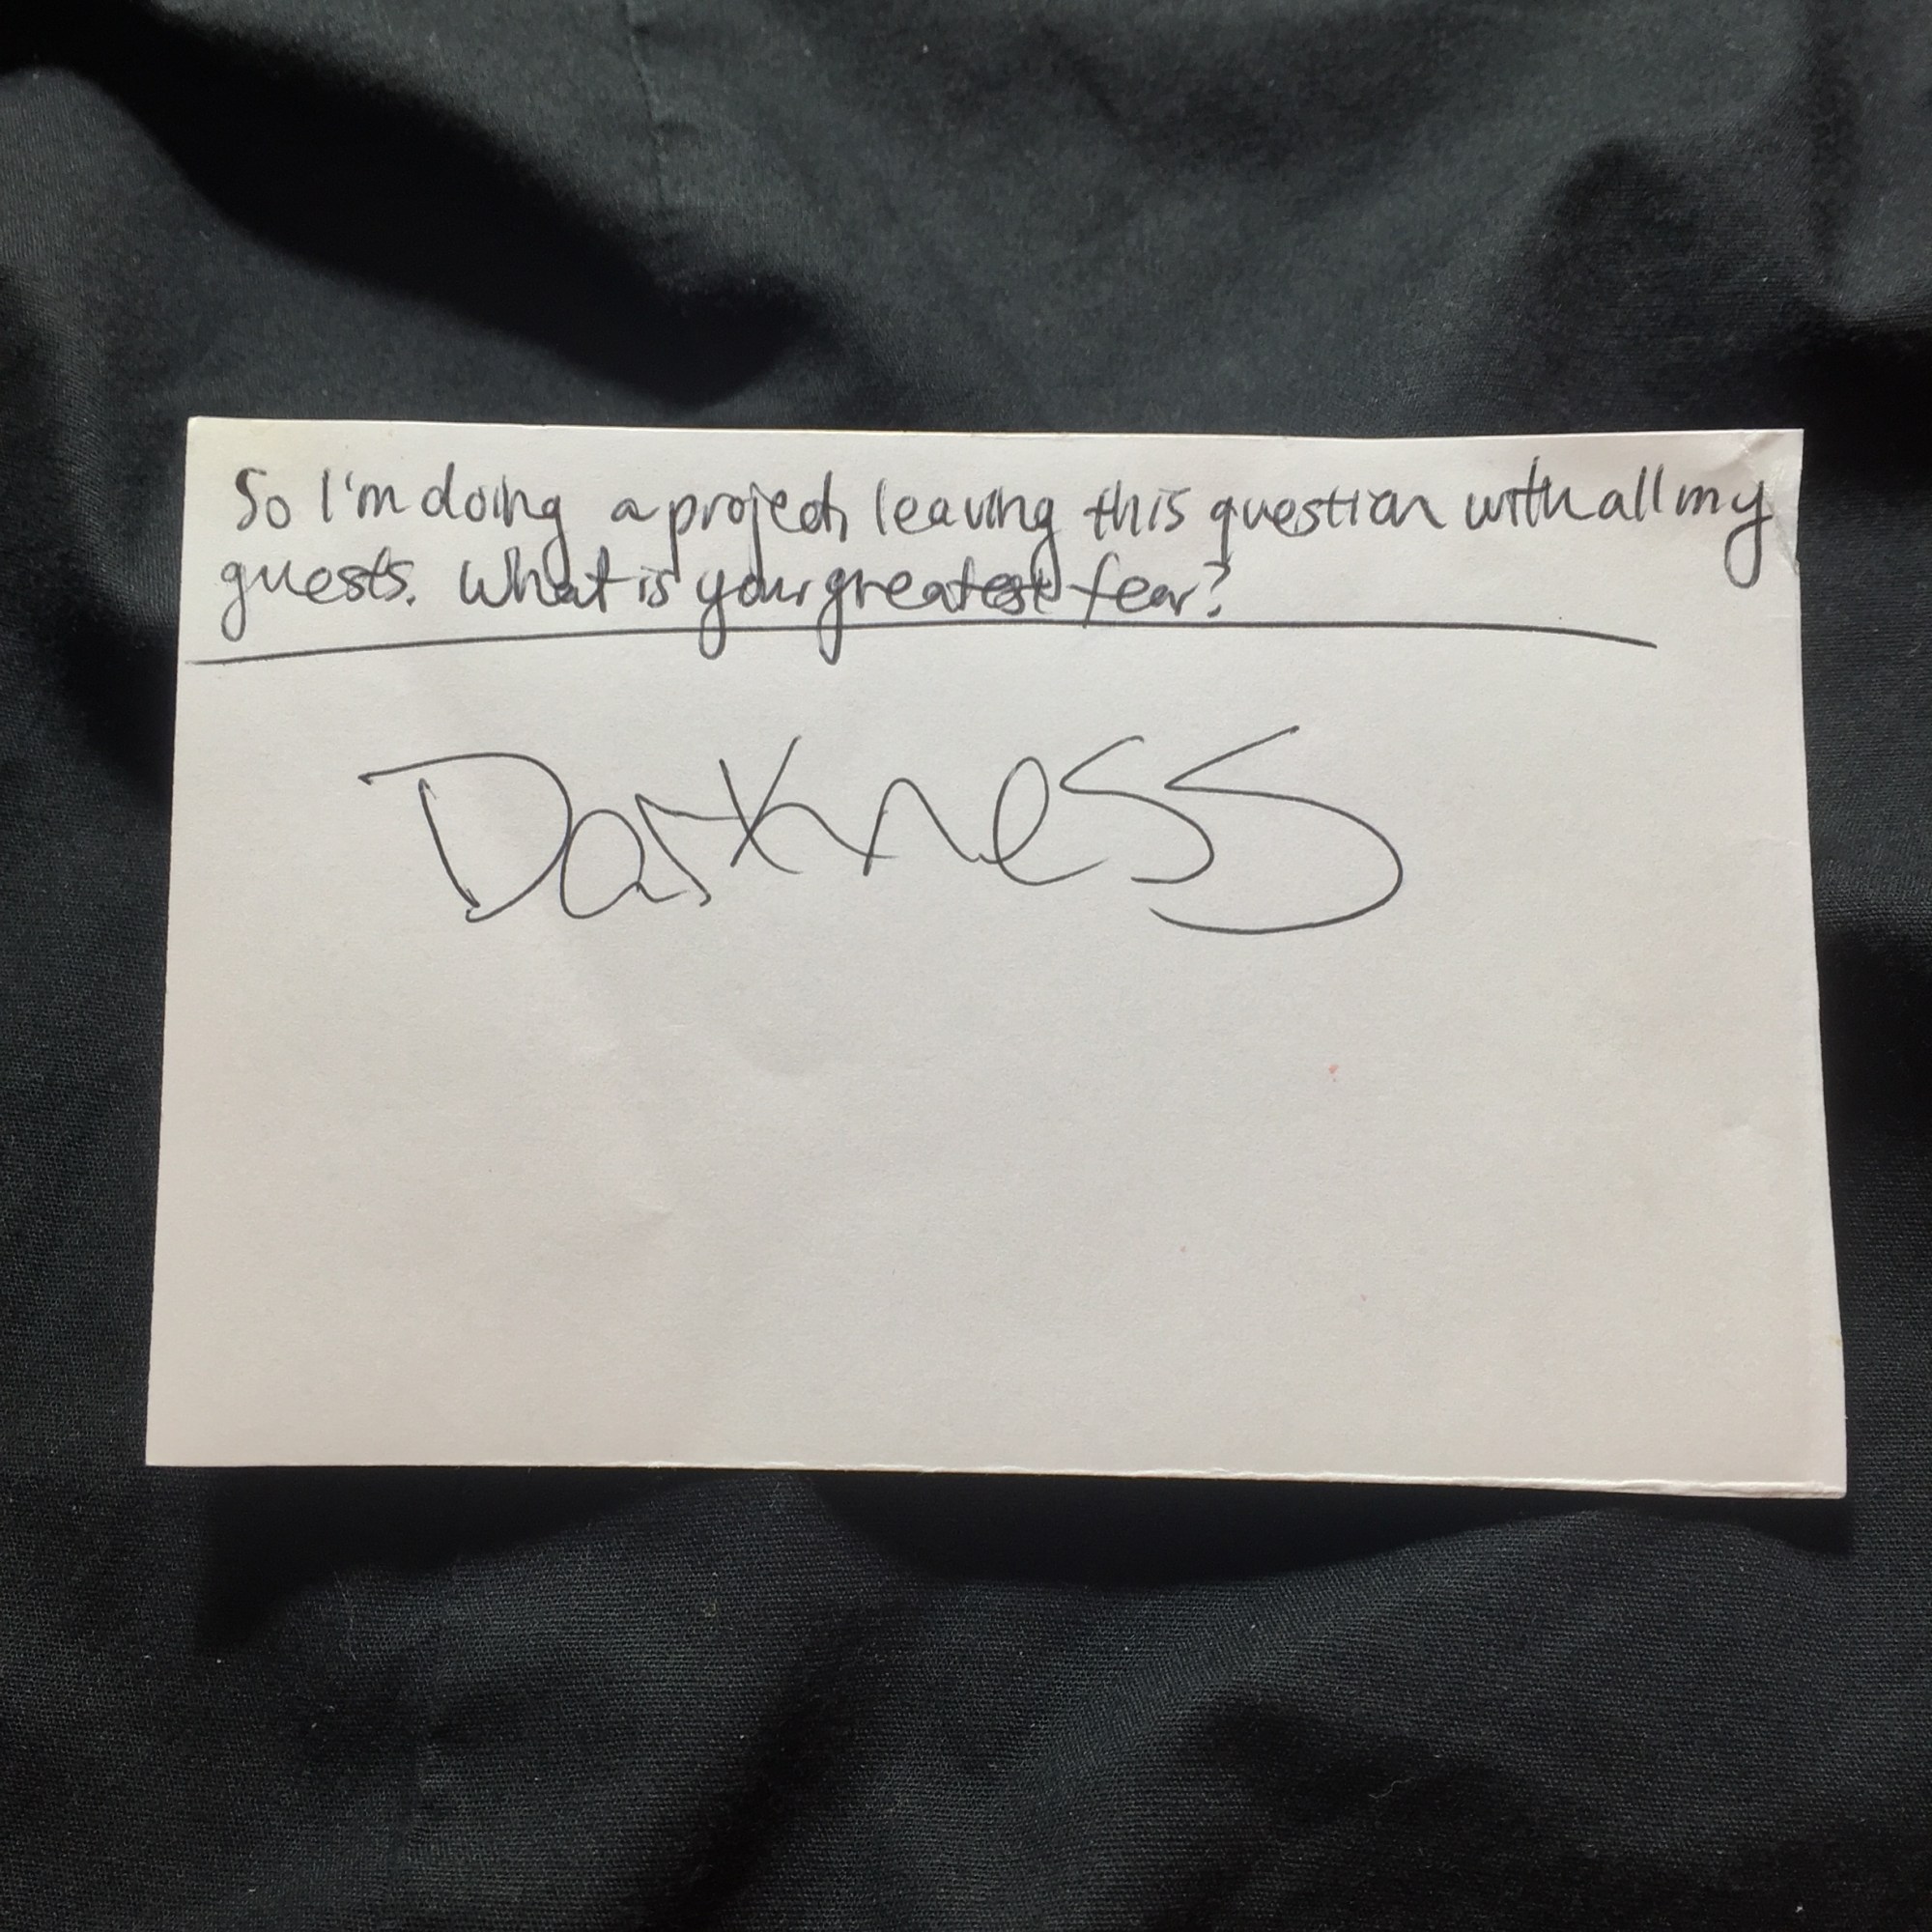 So I'm doing a project, leaving this question with all my
guests. What is your greatest fear?
Darkness